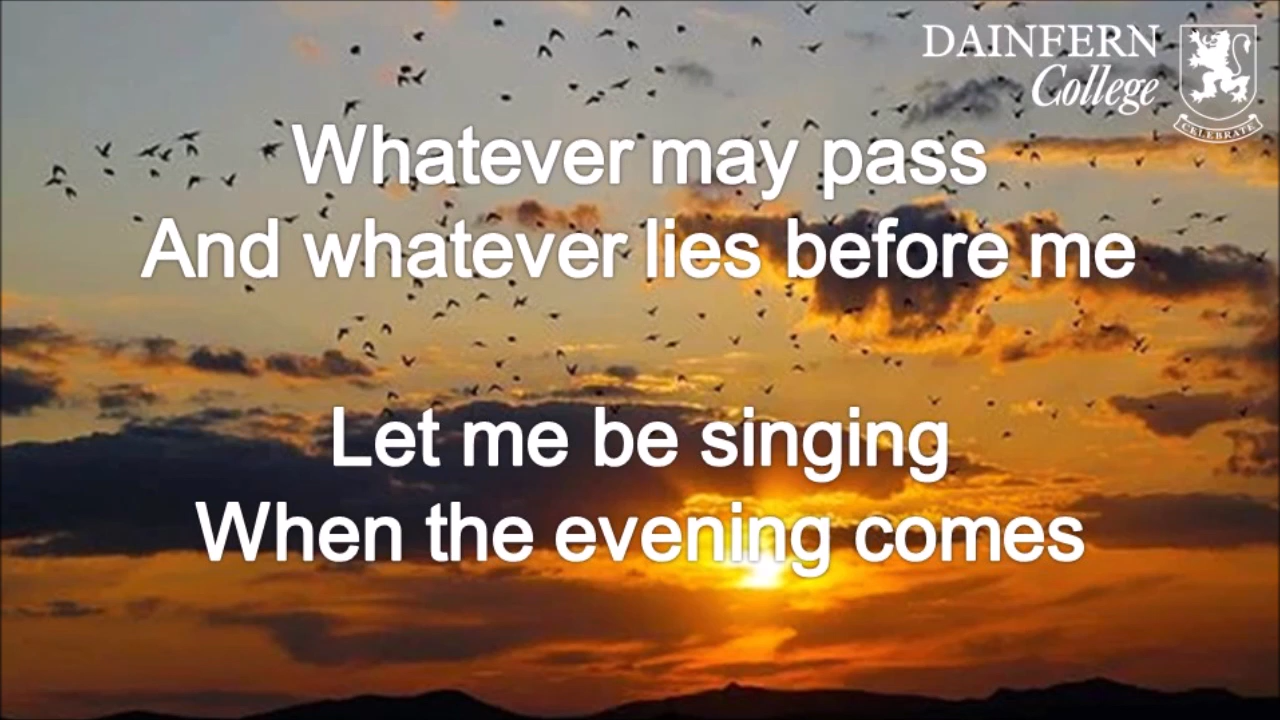 DAINFERN
College
CELEBRATE
Whatever may pass
And whatever lies before me
Let me be singing
When the evening comes